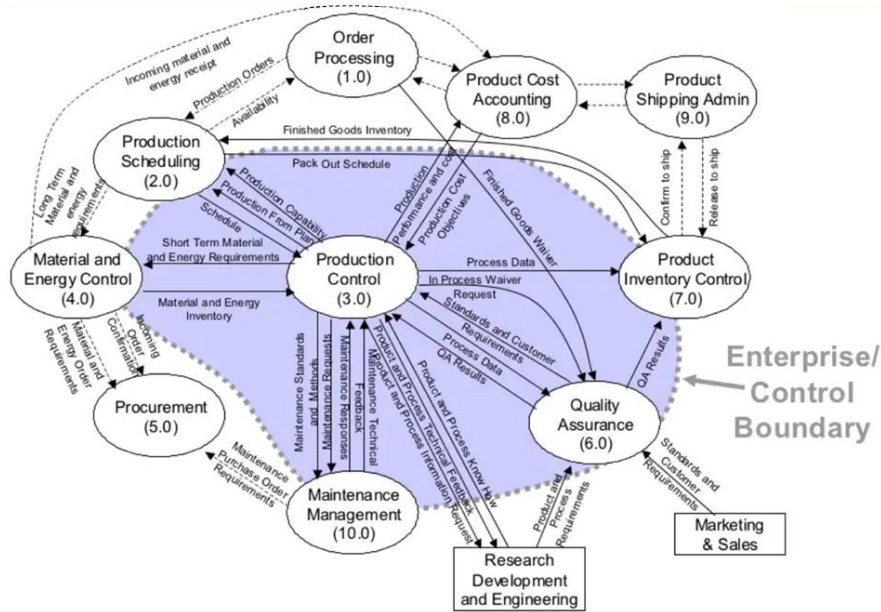 Order
Processing
(1.0)
Incoming material and
energy receipt
Production Orders
Availability
Product Cost
Accounting
(8.0)
Product
Shipping Admin
(9.0)
Production
Scheduling
(2.0)
Finished Goods Inventory
Pack Out Schedule
Long Term
Material and
energy
requirements
Production Capability
Production From Plan
Schedule
Production
Performance and cost
Production Cost
Objectives
Finished Goods Waiver
Confirm to ship
Release to ship
Material and
Energy Control
(4.0)
Short Term Material
and Energy Requirements
Material and Energy
Inventory
Production
Control
(3.0)
Process Data
In Process Waiver
Request
Product
Inventory Control
(7.0)
Standards and Customer
Requirements
Process Data
QA Results
QA Results
Enterprise/
Control
Boundary
Incoming
Order
Confirmation
Material and
Energy Order
Requirements
Procurement
(5.0)
Maintenance
Purchase Order
Requirements
Maintenance Standards
and Methods
Maintenance Requests
Maintenance Responses
Maintenance Technical
Feedback
Product and Process Know How
Product and Process Technical Feedback
Product and Process Information Request
Quality
Assurance
(6.0)
Maintenance
Management
(10.0)
Product and
Process
Requirements
Standards and
Customer
Requirements
Marketing
& Sales
Research
Development
and Engineering